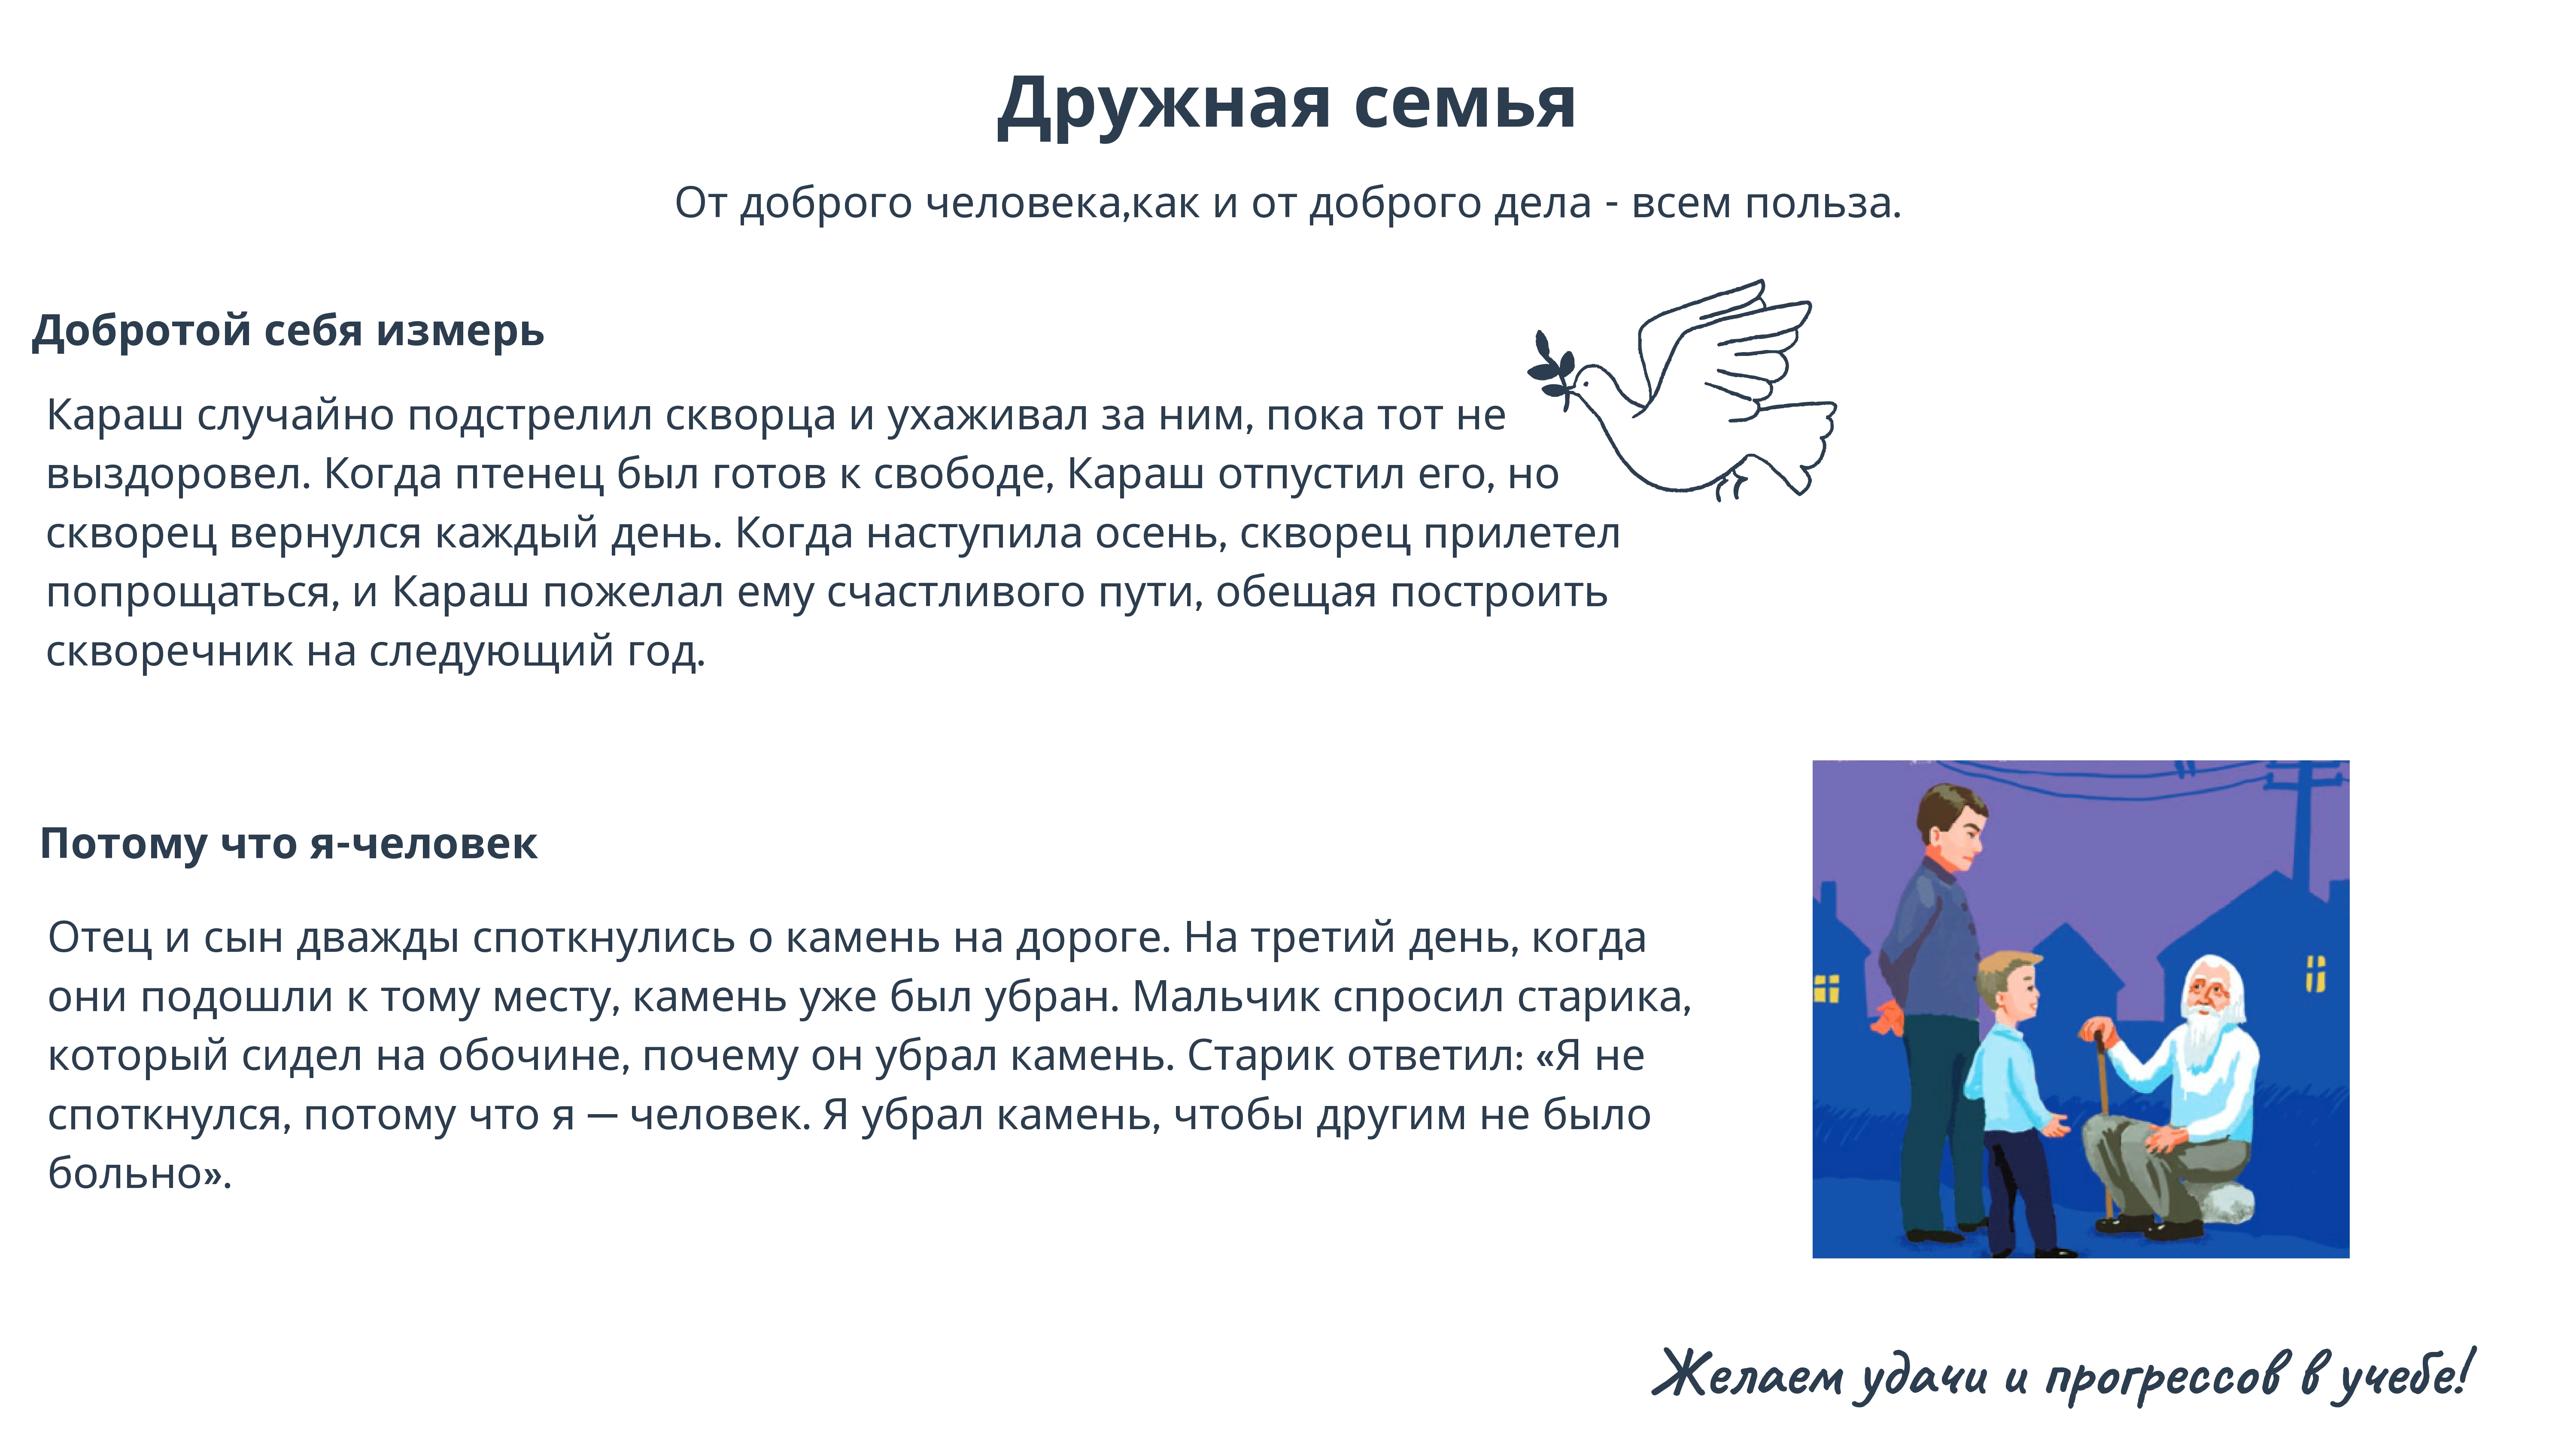 Дружная семья
От доброго человека,как и от доброго дела - всем польза.
Добротой себя измерь
Караш случайно подстрелил скворца и ухаживал за ним, пока тот не
выздоровел. Когда птенец был готов к свободе, Караш отпустил его, но
скворец вернулся каждый день. Когда наступила осень, скворец прилетел
попрощаться, и Караш пожелал ему счастливого пути, обещая построить
скворечник на следующий год.
Потому что я-человек
Отец и сын дважды споткнулись о камень на дороге. На третий день, когда
они подошли к тому месту, камень уже был убран. Мальчик спросил старика,
который сидел на обочине, почему он убрал камень. Старик ответил: «Я не
споткнулся, потому что я — человек. Я убрал камень, чтобы другим не было
больно».
Желаем удачи и прогрессов в учебе!